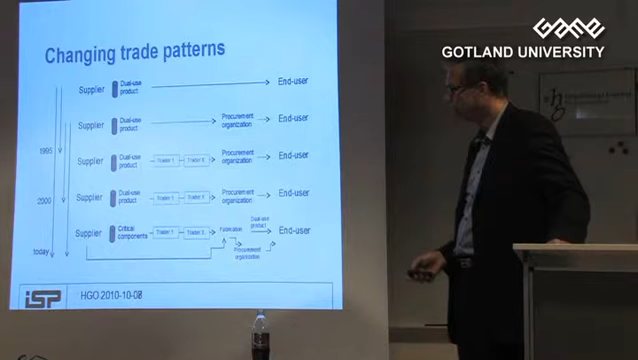 GOTLAND UNIVERSITY
Changing trade patterns
Supplier Dual-use product End-user
Supplier Dual-use product Procurement organization End-user
1995
Supplier Dual-use product Trader 1 Trader X Procurement organization End-user
2000
Supplier Dual-use product Trader 1 Trader X Procurement organization End-user
Supplier Critical components Trader 1 Trader X Fabrication Dual-use product End-user
Procurement organization
today
ISP HGO 2010-10-08